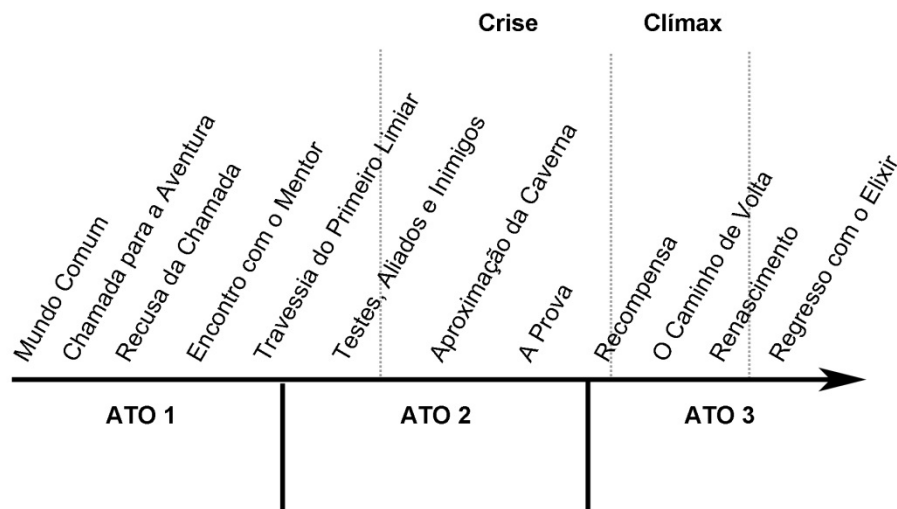 Crise
Clímax
Mundo Comum
Chamada para a Aventura
Recusa da Chamada
Encontro com o Mentor
Travessia do Primeiro Limiar
Testes, Aliados e Inimigos
Aproximação da Caverna
A Prova
Recompensa
O Caminho de Volta
Renascimento
Regresso com o Elixir
ATO 1
ATO 2
ATO 3